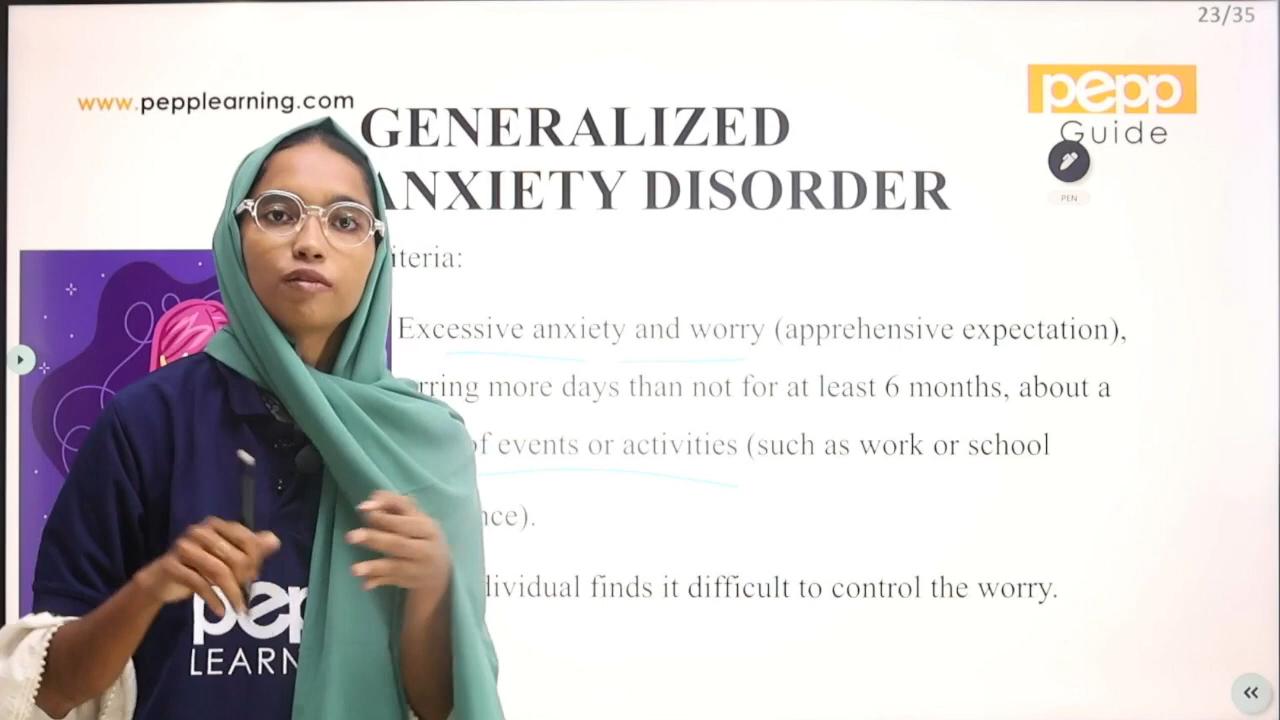 23/35
www.pepplearning.com
pepp
Guide
PEN
GENERALIZED
ANXIETY DISORDER
iteria:
Excessive anxiety and worry (apprehensive expectation),
rring more days than not for at least 6 months, about a
of events or activities (such as work or school
nce).
dividual finds it difficult to control the worry.
pep
LEARN